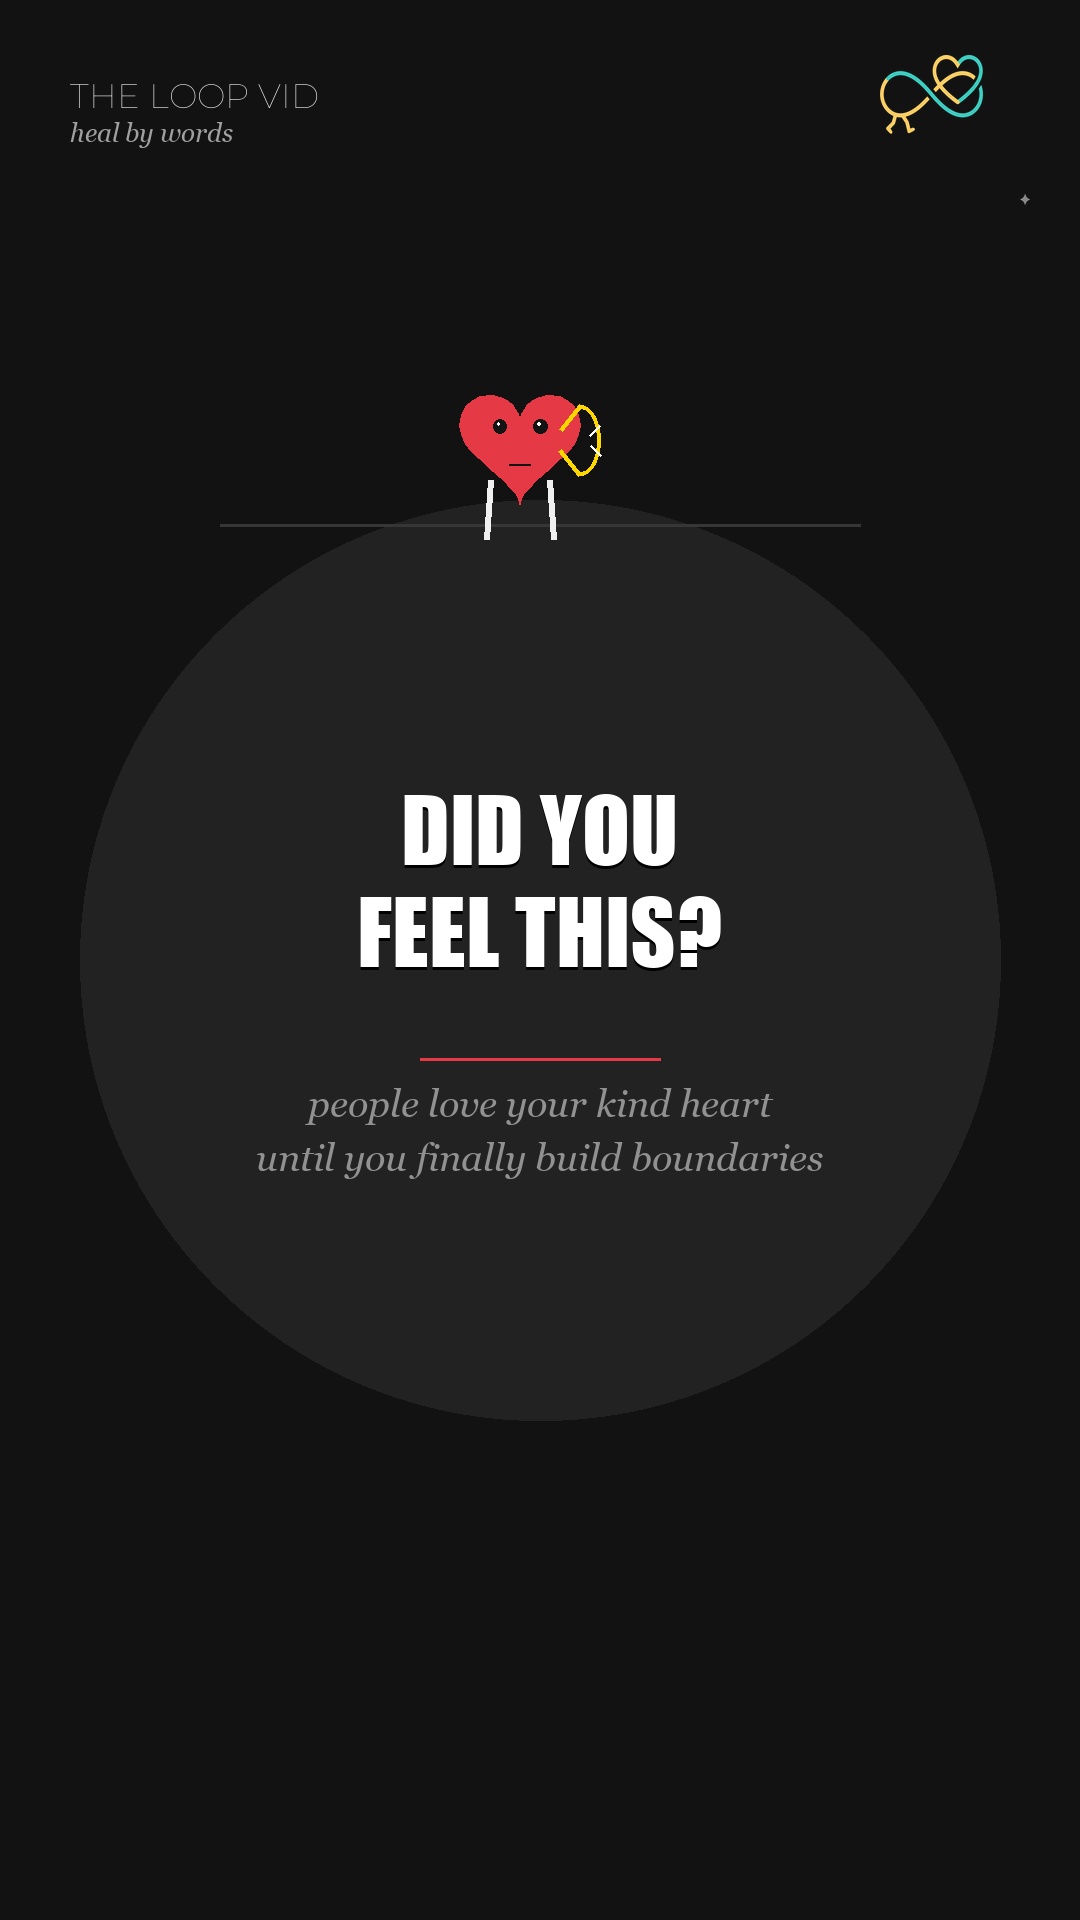 THE LOOP VID
heal by words
DID YOU
FEEL THIS?
people love your kind heart
until you finally build boundaries